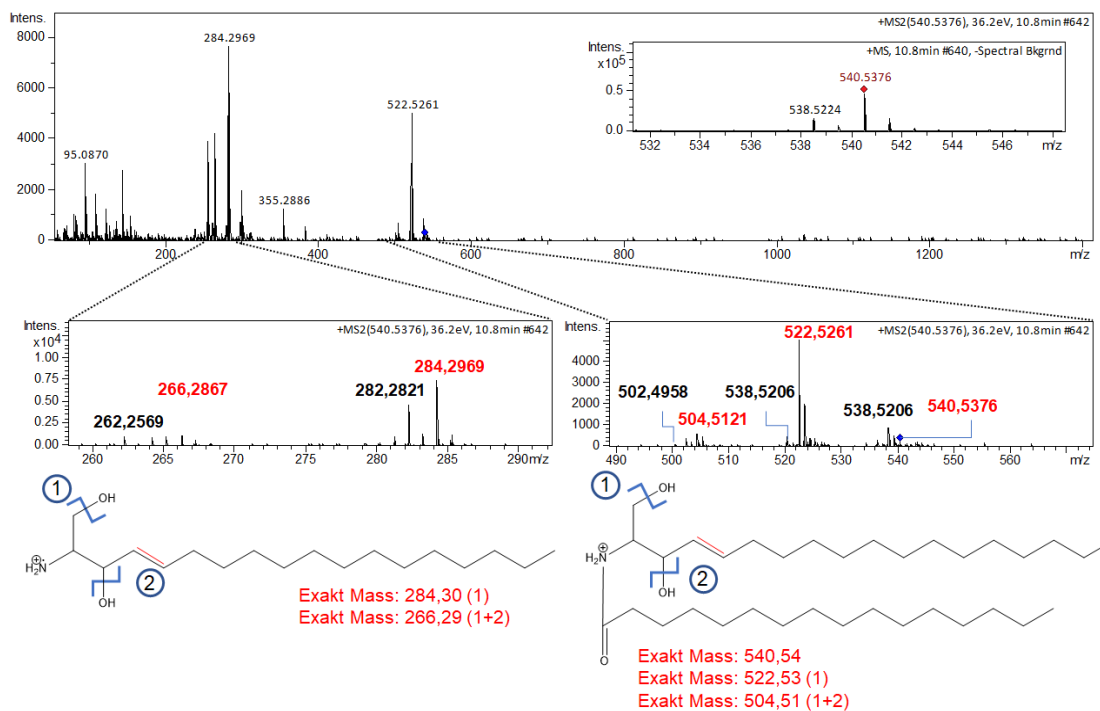 Intens.
+MS2(540.5376), 36.2eV, 10.8min #642
8000
6000
4000
2000
0
284.2969
522.5261
95.0870
355.2886
200
400
600
800
1000
1200
m/z
Intens.
x10⁵
+MS, 10.8min #640, -Spectral Bkgrnd
540.5376
538.5224
0.5
0.0
532
534
536
538
540
542
544
546
m/z
Intens.
x10⁴
+MS2(540.5376), 36.2eV, 10.8min #642
1.00
0.75
0.50
0.25
0.00
284,2969
266,2867
282,2821
262,2569
260
265
270
275
280
285
290
m/z
Intens.
+MS2(540.5376), 36.2eV, 10.8min #642
4000
3000
2000
1000
0
522,5261
502,4958
538,5206
504,5121
538,5206
540,5376
490
500
510
520
530
540
550
560
m/z
1
OH
H₂N
+
OH
2
Exakt Mass: 284,30 (1)
Exakt Mass: 266,29 (1+2)
1
OH
H₂N
+
OH
2
O
Exakt Mass: 540,54
Exakt Mass: 522,53 (1)
Exakt Mass: 504,51 (1+2)